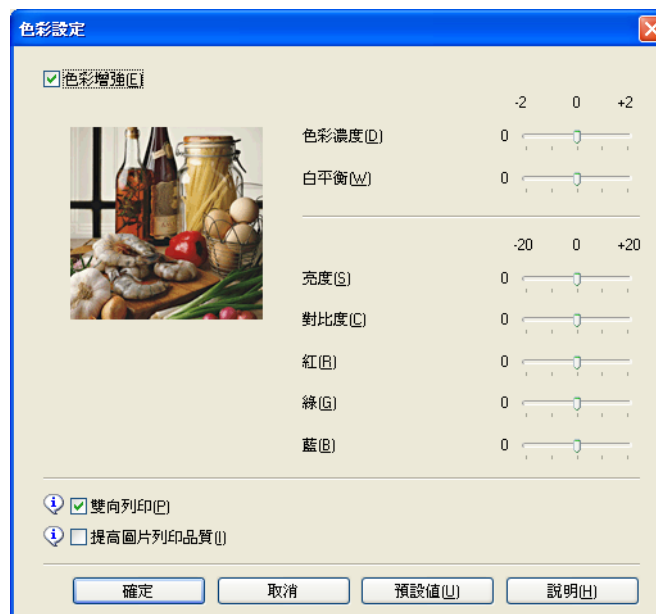 色彩設定
色彩增強(E)
-2 0 +2
色彩濃度(D) 0
白平衡(W) 0
-20 0 +20
亮度(S) 0
對比度(C) 0
紅(R) 0
綠(G) 0
藍(B) 0
雙向列印(P)
提高圖片列印品質(I)
確定 取消 預設值(U) 說明(H)